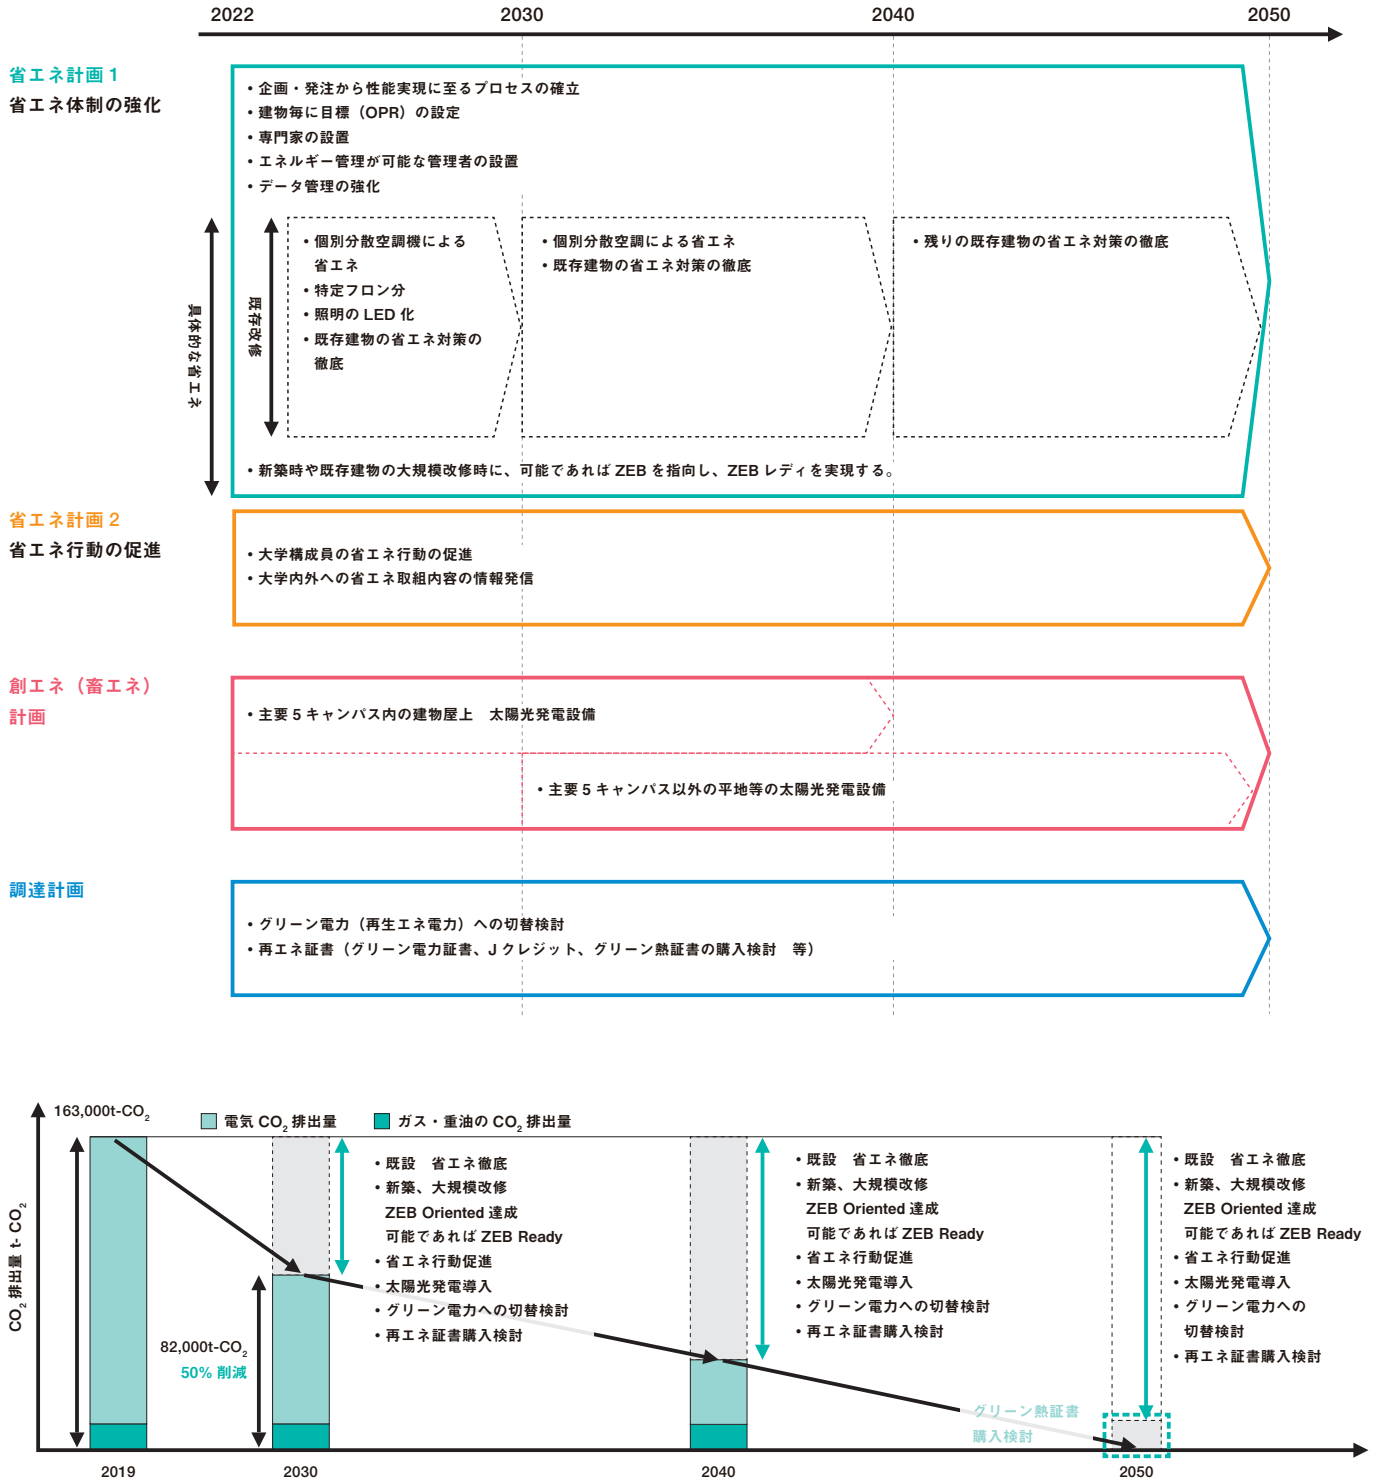 2022
2030
2040
2050
省エネ計画 1
省エネ体制の強化
• 企画・発注から性能実現に至るプロセスの確立
• 建物毎に目標（OPR）の設定
• 専門家の設置
• エネルギー管理が可能な管理者の設置
• データ管理の強化
具体的な省エネ
既存改修
• 個別分散空調機による
省エネ
• 特定フロン分
• 照明の LED 化
• 既存建物の省エネ対策の
徹底
• 個別分散空調による省エネ
• 既存建物の省エネ対策の徹底
• 残りの既存建物の省エネ対策の徹底
• 新築時や既存建物の大規模改修時に、可能であれば ZEB を指向し、ZEB レディを実現する。
省エネ計画 2
省エネ行動の促進
• 大学構成員の省エネ行動の促進
• 大学内外への省エネ取組内容の情報発信
創エネ（畜エネ）
計画
• 主要 5 キャンパス内の建物屋上　太陽光発電設備
• 主要 5 キャンパス以外の平地等の太陽光発電設備
調達計画
• グリーン電力（再生エネ電力）への切替検討
• 再エネ証書（グリーン電力証書、J クレジット、グリーン熱証書の購入検討　等）
163,000t-CO2
電気 CO2 排出量
ガス・重油の CO2 排出量
CO2 排出量 t- CO2
82,000t-CO2
50% 削減
• 既設　省エネ徹底
• 新築、大規模改修
ZEB Oriented 達成
可能であれば ZEB Ready
• 省エネ行動促進
• 太陽光発電導入
• グリーン電力への切替検討
• 再エネ証書購入検討
• 既設　省エネ徹底
• 新築、大規模改修
ZEB Oriented 達成
可能であれば ZEB Ready
• 省エネ行動促進
• 太陽光発電導入
• グリーン電力への切替検討
• 再エネ証書購入検討
• 既設　省エネ徹底
• 新築、大規模改修
ZEB Oriented 達成
可能であれば ZEB Ready
• 省エネ行動促進
• 太陽光発電導入
• グリーン電力への
切替検討
• 再エネ証書購入検討
グリーン熱証書
購入検討
2019
2030
2040
2050